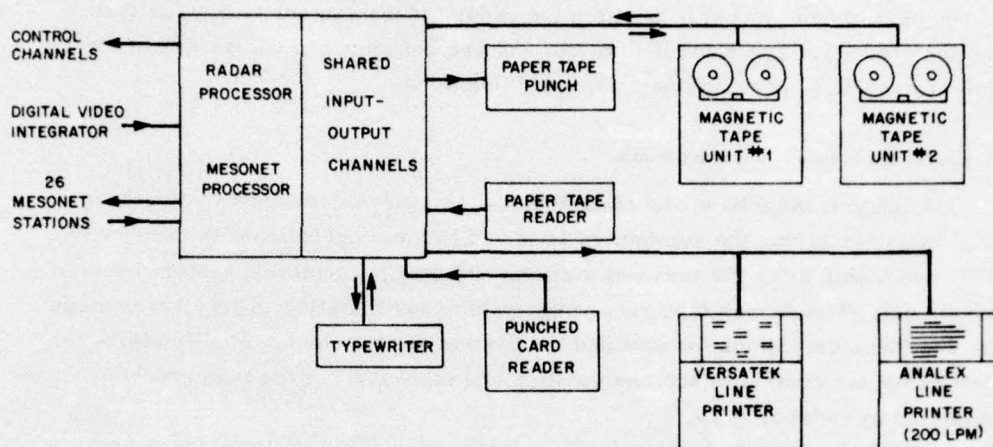 CONTROL
CHANNELS
DIGITAL VIDEO
INTEGRATOR
26
MESONET
STATIONS
RADAR
PROCESSOR
MESONET
PROCESSOR
SHARED
INPUT-
OUTPUT
CHANNELS
PAPER TAPE
PUNCH
PAPER TAPE
READER
MAGNETIC
TAPE
UNIT #1
MAGNETIC
TAPE
UNIT #2
TYPEWRITER
PUNCHED
CARD
READER
VERSATEK
LINE
PRINTER
ANALEX
LINE
PRINTER
(200 LPM)